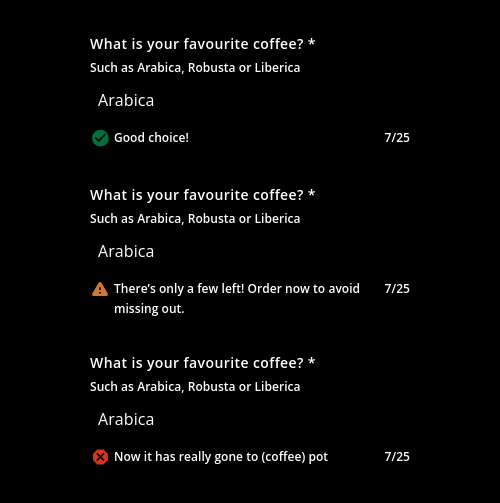 What is your favourite coffee? *
Such as Arabica, Robusta or Liberica
Arabica
Good choice! 7/25
What is your favourite coffee? *
Such as Arabica, Robusta or Liberica
Arabica
There’s only a few left! Order now to avoid 7/25
missing out.
What is your favourite coffee? *
Such as Arabica, Robusta or Liberica
Arabica
Now it has really gone to (coffee) pot 7/25